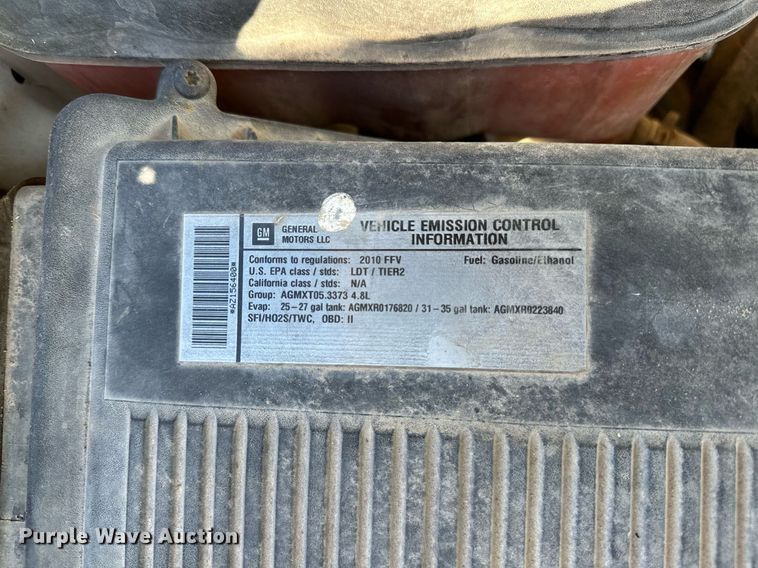 *AZ156400*
GM
GENERAL
MOTORS LLC
VEHICLE EMISSION CONTROL
INFORMATION
Conforms to regulations: 2010 FFV Fuel: Gasoline/Ethanol
U.S. EPA class / stds: LDT / TIER2
California class / stds: N/A
Group: AGMXT05.3373 4.8L
Evap: 25-27 gal tank: AGMXR0176820 / 31-35 gal tank: AGMXR0223840
SFI/HO2S/TWC, OBD: II
Purple Wave Auction